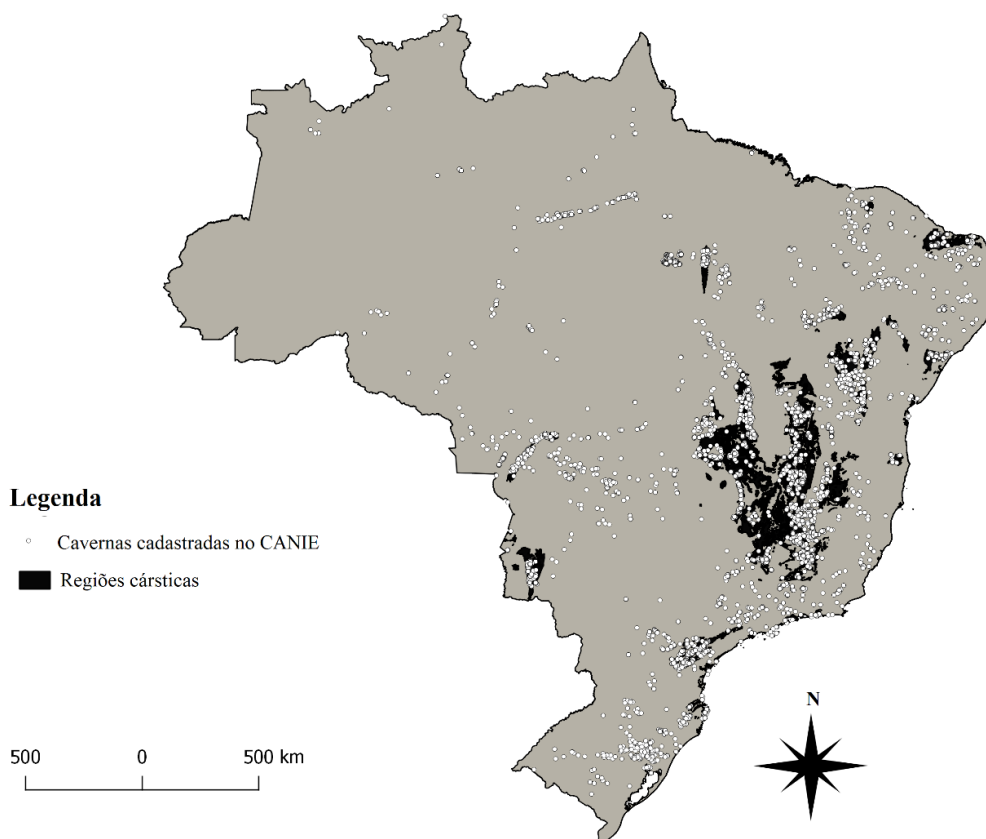 Legenda
Cavernas cadastradas no CANIE
Regiões cársticas
500 0 500 km
N